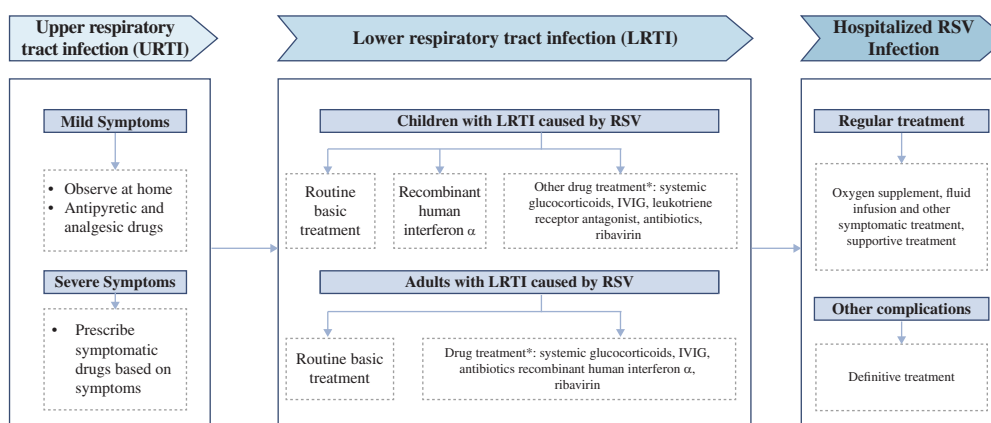 Upper respiratory
tract infection (URTI)
Lower respiratory tract infection (LRTI)
Hospitalized RSV
Infection
Mild Symptoms
• Observe at home
• Antipyretic and
analgesic drugs
Severe Symptoms
• Prescribe
symptomatic
drugs based on
symptoms
Children with LRTI caused by RSV
Routine
basic
treatment
Recombinant
human
interferon α
Other drug treatment*: systemic
glucocorticoids, IVIG, leukotriene
receptor antagonist, antibiotics,
ribavirin
Adults with LRTI caused by RSV
Routine basic
treatment
Drug treatment*: systemic glucocorticoids, IVIG,
antibiotics recombinant human interferon α,
ribavirin
Regular treatment
Oxygen supplement, fluid
infusion and other
symptomatic treatment,
supportive treatment
Other complications
Definitive treatment